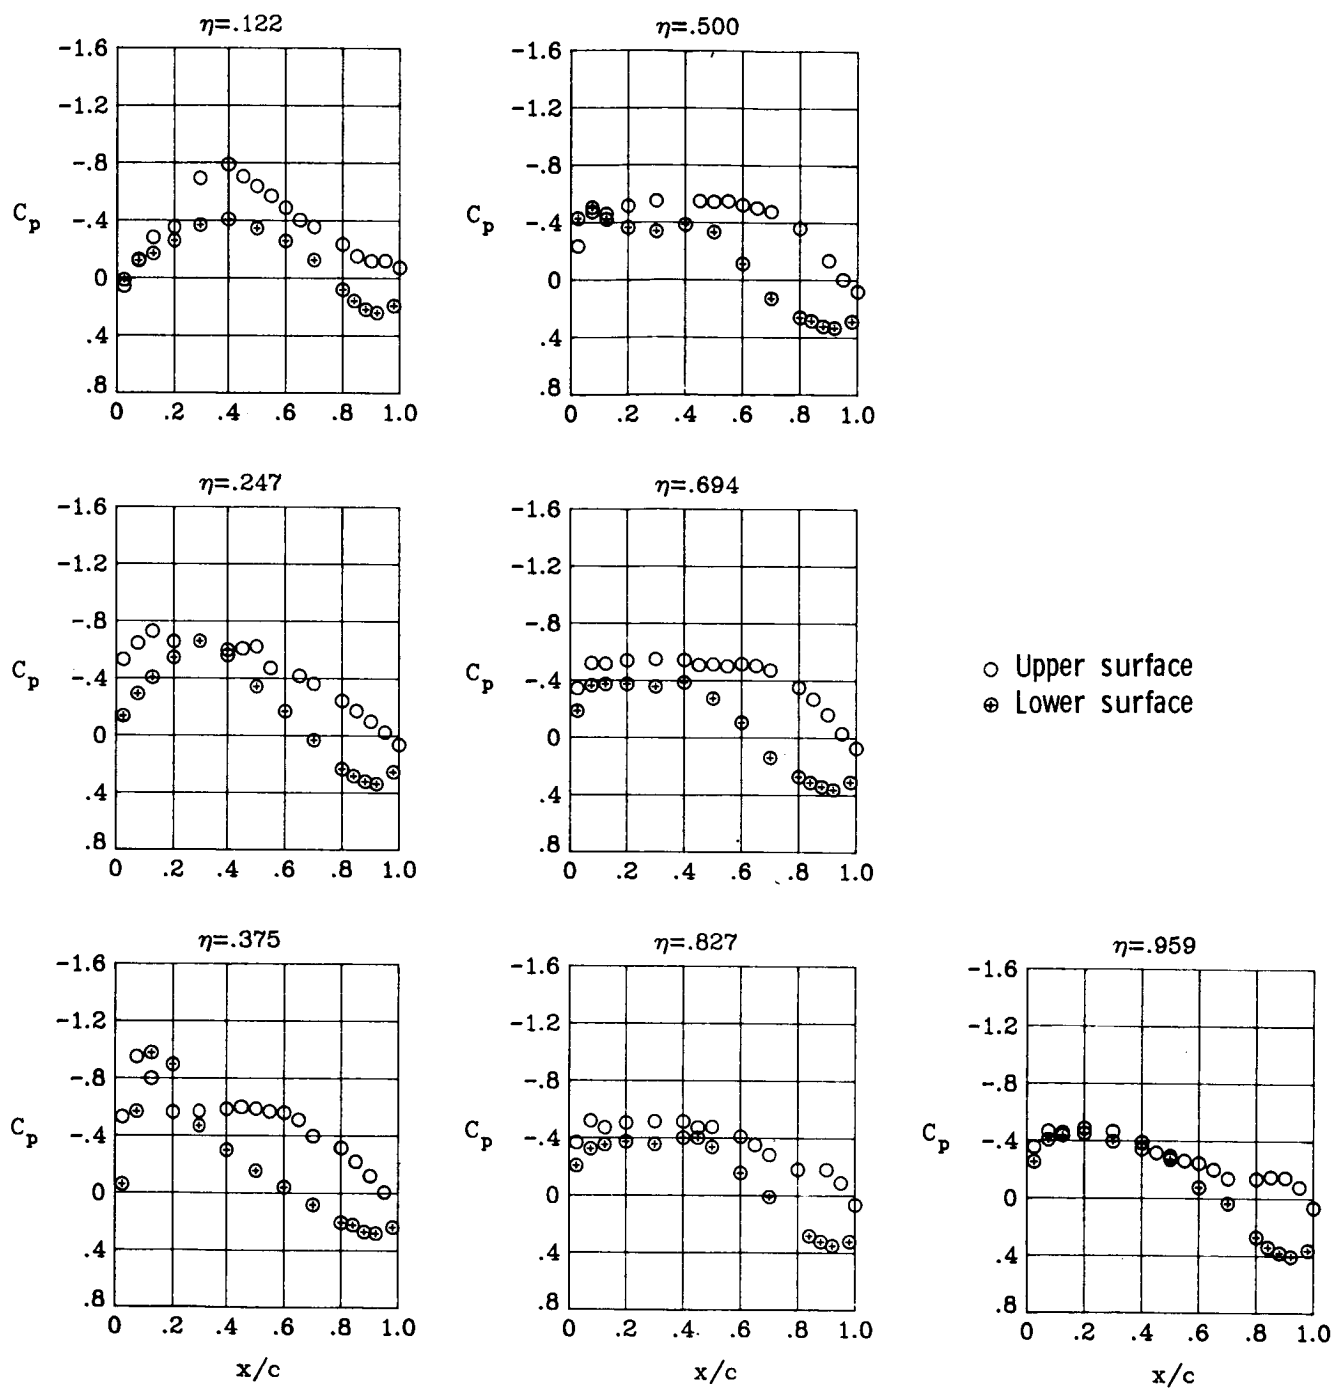 η=.122
-1.6
-1.2
-.8
-.4
0
.4
.8
C_p
0 .2 .4 .6 .8 1.0
η=.500
-1.6
-1.2
-.8
-.4
0
.4
.8
C_p
0 .2 .4 .6 .8 1.0
η=.247
-1.6
-1.2
-.8
-.4
0
.4
.8
C_p
0 .2 .4 .6 .8 1.0
η=.694
-1.6
-1.2
-.8
-.4
0
.4
.8
C_p
0 .2 .4 .6 .8 1.0
Upper surface
Lower surface
η=.375
-1.6
-1.2
-.8
-.4
0
.4
.8
C_p
0 .2 .4 .6 .8 1.0
x/c
η=.827
-1.6
-1.2
-.8
-.4
0
.4
.8
C_p
0 .2 .4 .6 .8 1.0
x/c
η=.959
-1.6
-1.2
-.8
-.4
0
.4
.8
C_p
0 .2 .4 .6 .8 1.0
x/c